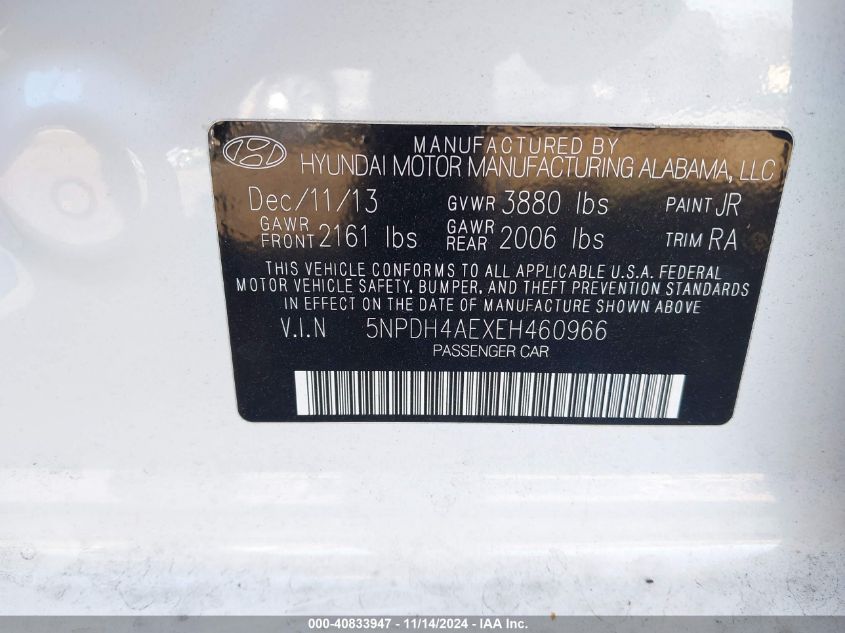 MANUFACTURED BY
HYUNDAI MOTOR MANUFACTURING ALABAMA, LLC
Dec/11/13 GVWR 3880 lbs PAINT JR
GAWR FRONT 2161 lbs GAWR REAR 2006 lbs TRIM RA
THIS VEHICLE CONFORMS TO ALL APPLICABLE U.S.A. FEDERAL
MOTOR VEHICLE SAFETY, BUMPER, AND THEFT PREVENTION STANDARDS
IN EFFECT ON THE DATE OF MANUFACTURE SHOWN ABOVE
V.I.N 5NPDH4AEXEH460966
PASSENGER CAR
000-40833947 - 11/14/2024 - IAA Inc.